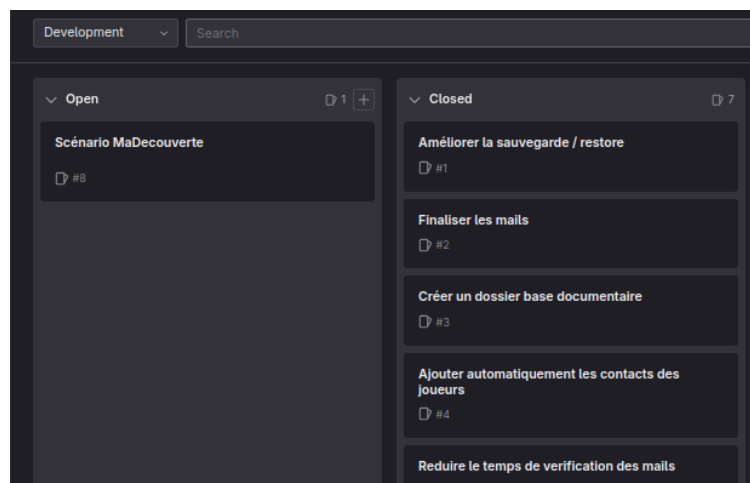 Development
Search
Open
1
Scénario MaDecouverte
#8
Closed
7
Améliorer la sauvegarde / restore
#1
Finaliser les mails
#2
Créer un dossier base documentaire
#3
Ajouter automatiquement les contacts des
joueurs
#4
Reduire le temps de verification des mails